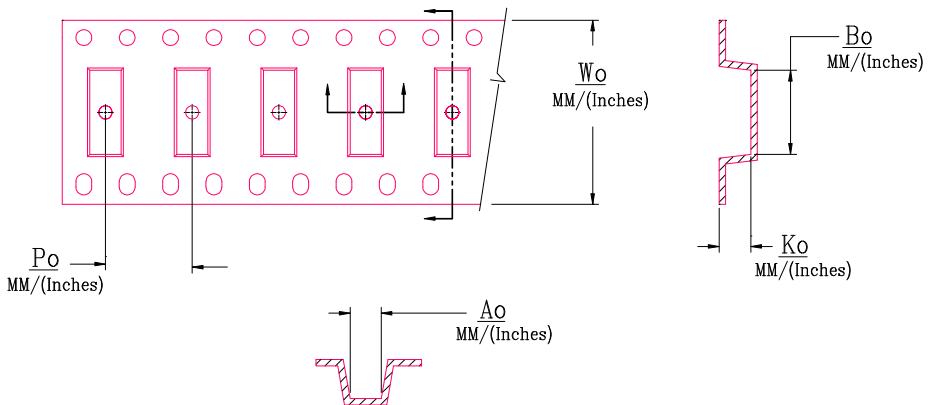 Wo
MM/(Inches)
Bo
MM/(Inches)
Po
MM/(Inches)
Ko
MM/(Inches)
Ao
MM/(Inches)